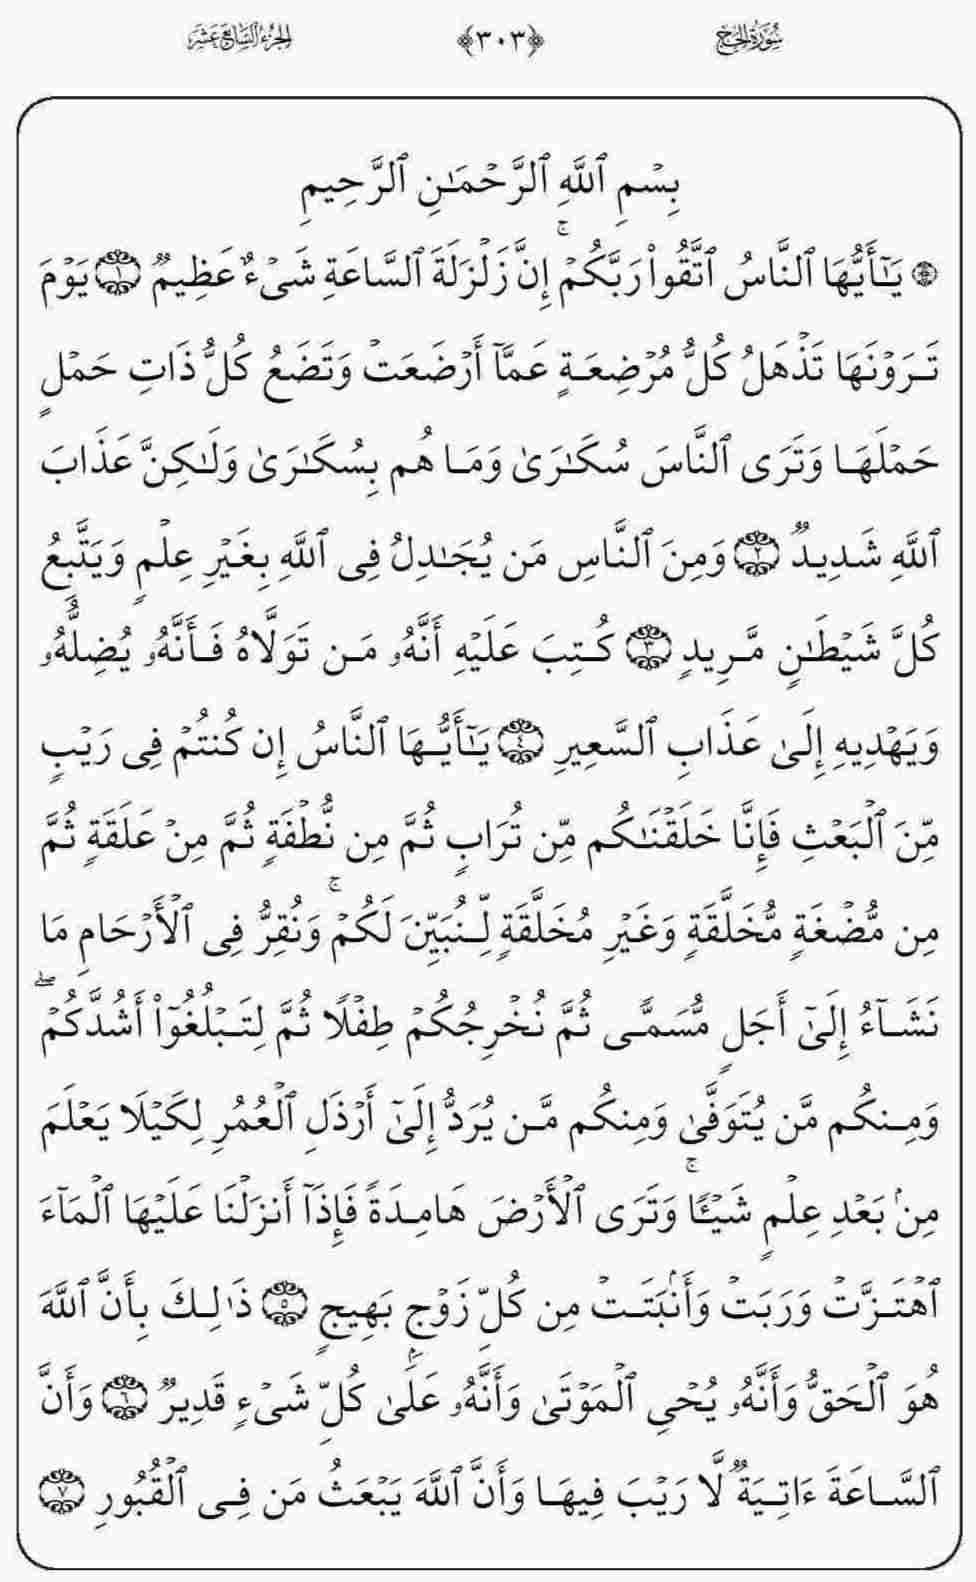 سُورَةُ الحَجّ ﴿٣٠٣﴾ الجزءُ السَّابِعَ عَشَرَ
بِسۡمِ ٱللَّهِ ٱلرَّحۡمَٰنِ ٱلرَّحِيمِ
۞ يَـٰٓأَيُّهَا ٱلنَّاسُ ٱتَّقُواْ رَبَّكُمۡۚ إِنَّ زَلۡزَلَةَ ٱلسَّاعَةِ شَىۡءٌ عَظِيمٌ ۝١ يَوۡمَ
تَرَوۡنَهَا تَذۡهَلُ كُلُّ مُرۡضِعَةٍ عَمَّآ أَرۡضَعَتۡ وَتَضَعُ كُلُّ ذَاتِ حَمۡلٍ
حَمۡلَهَا وَتَرَى ٱلنَّاسَ سُكَٰرَىٰ وَمَا هُم بِسُكَٰرَىٰ وَلَٰكِنَّ عَذَابَ
ٱللَّهِ شَدِيدٌ ۝٢ وَمِنَ ٱلنَّاسِ مَن يُجَٰدِلُ فِى ٱللَّهِ بِغَيۡرِ عِلۡمٍ وَيَتَّبِعُ
كُلَّ شَيۡطَٰنٍ مَّرِيدٍ ۝٣ كُتِبَ عَلَيۡهِ أَنَّهُۥ مَن تَوَلَّاهُ فَأَنَّهُۥ يُضِلُّهُۥ
وَيَهۡدِيهِ إِلَىٰ عَذَابِ ٱلسَّعِيرِ ۝٤ يَـٰٓأَيُّهَا ٱلنَّاسُ إِن كُنتُمۡ فِى رَيۡبٍ
مِّنَ ٱلۡبَعۡثِ فَإِنَّا خَلَقۡنَٰكُم مِّن تُرَابٍ ثُمَّ مِن نُّطۡفَةٍ ثُمَّ مِنۡ عَلَقَةٍ ثُمَّ
مِن مُّضۡغَةٍ مُّخَلَّقَةٍ وَغَيۡرِ مُخَلَّقَةٍ لِّنُبَيِّنَ لَكُمۡۚ وَنُقِرُّ فِى ٱلۡأَرۡحَامِ مَا
نَشَآءُ إِلَىٰٓ أَجَلٍ مُّسَمًّى ثُمَّ نُخۡرِجُكُمۡ طِفۡلًا ثُمَّ لِتَبۡلُغُوٓاْ أَشُدَّكُمۡۖ
وَمِنكُم مَّن يُتَوَفَّىٰ وَمِنكُم مَّن يُرَدُّ إِلَىٰٓ أَرۡذَلِ ٱلۡعُمُرِ لِكَيۡلَا يَعۡلَمَ
مِنۢ بَعۡدِ عِلۡمٍ شَيۡـًٔاۚ وَتَرَى ٱلۡأَرۡضَ هَامِدَةً فَإِذَآ أَنزَلۡنَا عَلَيۡهَا ٱلۡمَآءَ
ٱهۡتَزَّتۡ وَرَبَتۡ وَأَنۢبَتَتۡ مِن كُلِّ زَوۡجٍۭ بَهِيجٍ ۝٥ ذَٰلِكَ بِأَنَّ ٱللَّهَ
هُوَ ٱلۡحَقُّ وَأَنَّهُۥ يُحۡىِ ٱلۡمَوۡتَىٰ وَأَنَّهُۥ عَلَىٰ كُلِّ شَىۡءٍ قَدِيرٌ ۝٦ وَأَنَّ
ٱلسَّاعَةَ ءَاتِيَةٌ لَّا رَيۡبَ فِيهَا وَأَنَّ ٱللَّهَ يَبۡعَثُ مَن فِى ٱلۡقُبُورِ ۝٧